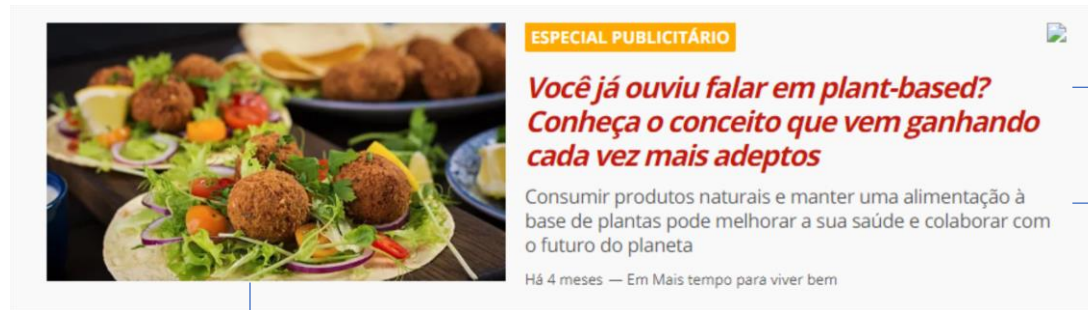 ESPECIAL PUBLICITÁRIO
Você já ouviu falar em plant-based?
Conheça o conceito que vem ganhando
cada vez mais adeptos
Consumir produtos naturais e manter uma alimentação à
base de plantas pode melhorar a sua saúde e colaborar com
o futuro do planeta
Há 4 meses — Em Mais tempo para viver bem